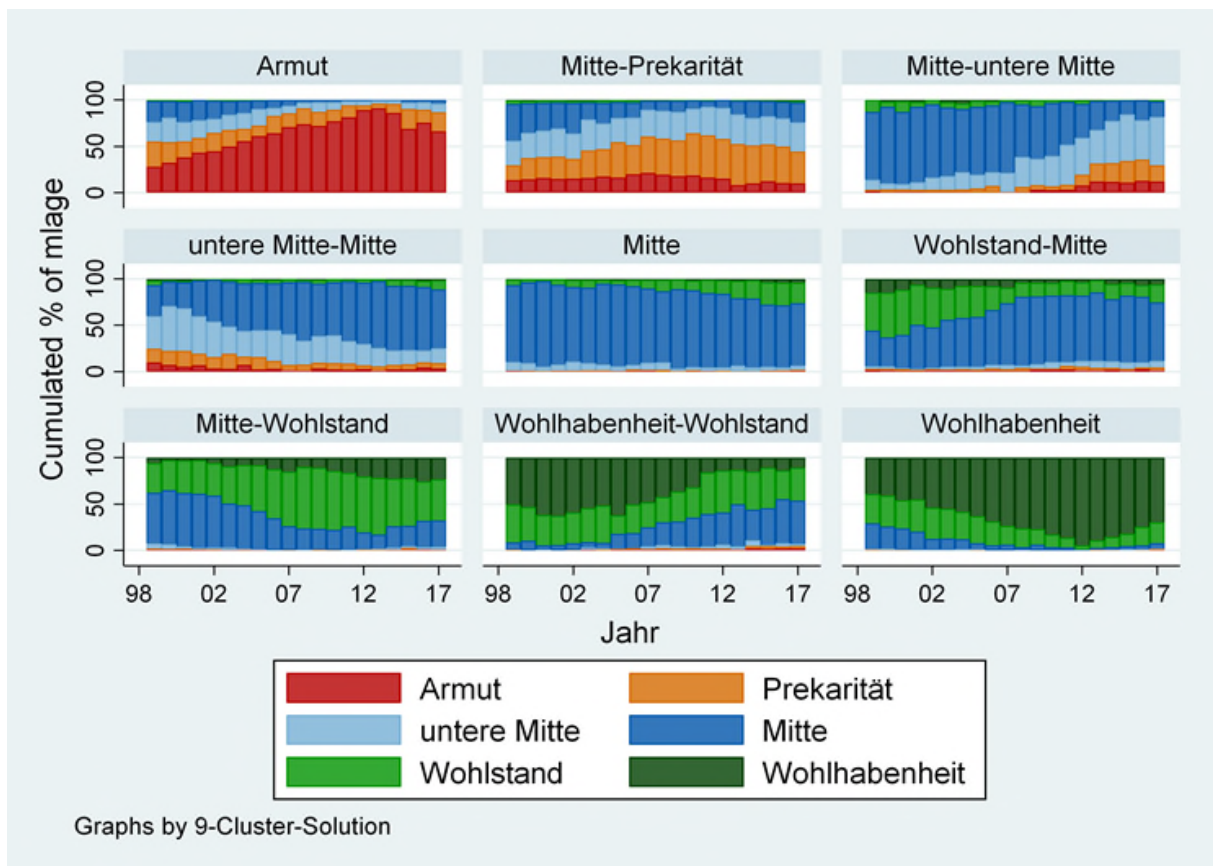 Armut Mitte-Prekarität Mitte-untere Mitte
100
50
0
untere Mitte-Mitte Mitte Wohlstand-Mitte
100
50
0
Mitte-Wohlstand Wohlhabenheit-Wohlstand Wohlhabenheit
100
50
0
Cumulated % of mlage
98 02 07 12 17 98 02 07 12 17 98 02 07 12 17
Jahr
Armut Prekarität
untere Mitte Mitte
Wohlstand Wohlhabenheit
Graphs by 9-Cluster-Solution